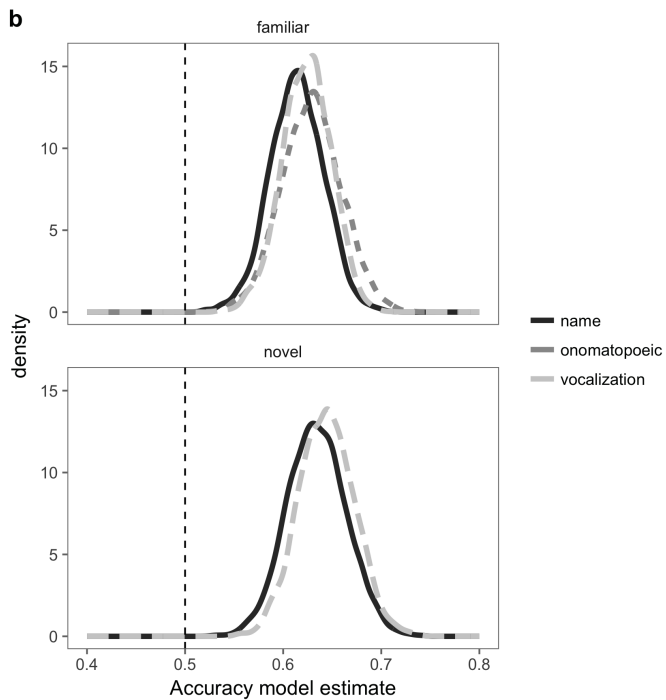 b
familiar
15
10
5
0
density
name
onomatopoeic
vocalization
novel
15
10
5
0
0.4 0.5 0.6 0.7 0.8
Accuracy model estimate